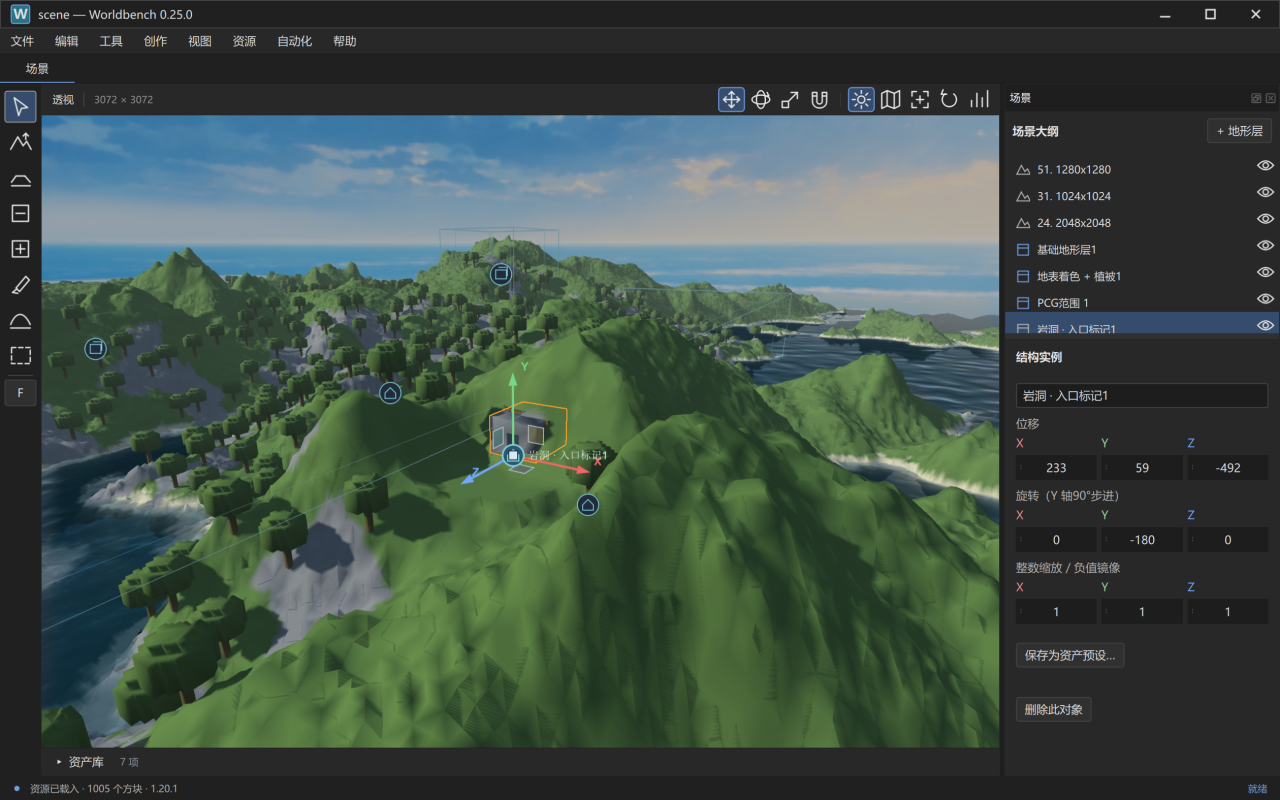 W scene — Worldbench 0.25.0
文件 编辑 工具 创作 视图 资源 自动化 帮助
场景
透视 3072 × 3072
场景
场景大纲 + 地形层
51. 1280x1280
31. 1024x1024
24. 2048x2048
基础地形层1
地表着色 + 植被1
PCG范围 1
岩洞 · 入口标记1
结构实例
岩洞 · 入口标记1
位移
X Y Z
233 59 -492
旋转（Y 轴90°步进）
X Y Z
0 -180 0
整数缩放 / 负值镜像
X Y Z
1 1 1
保存为资产预设...
删除此对象
F
Y
岩洞 · 入口标记1
X
Z
▸ 资产库 7 项
资源已载入 · 1005 个方块 · 1.20.1
就绪